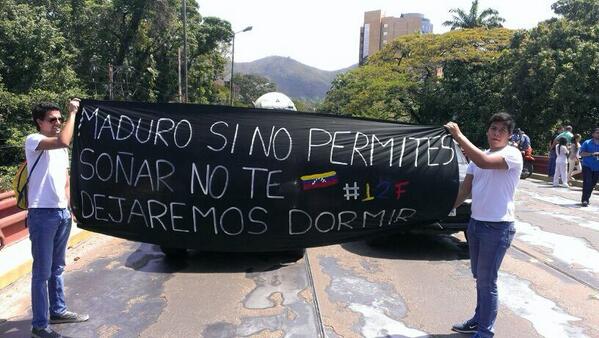 MADURO SI NO PERMITES
SOÑAR NO TE #12F
DEJAREMOS DORMIR